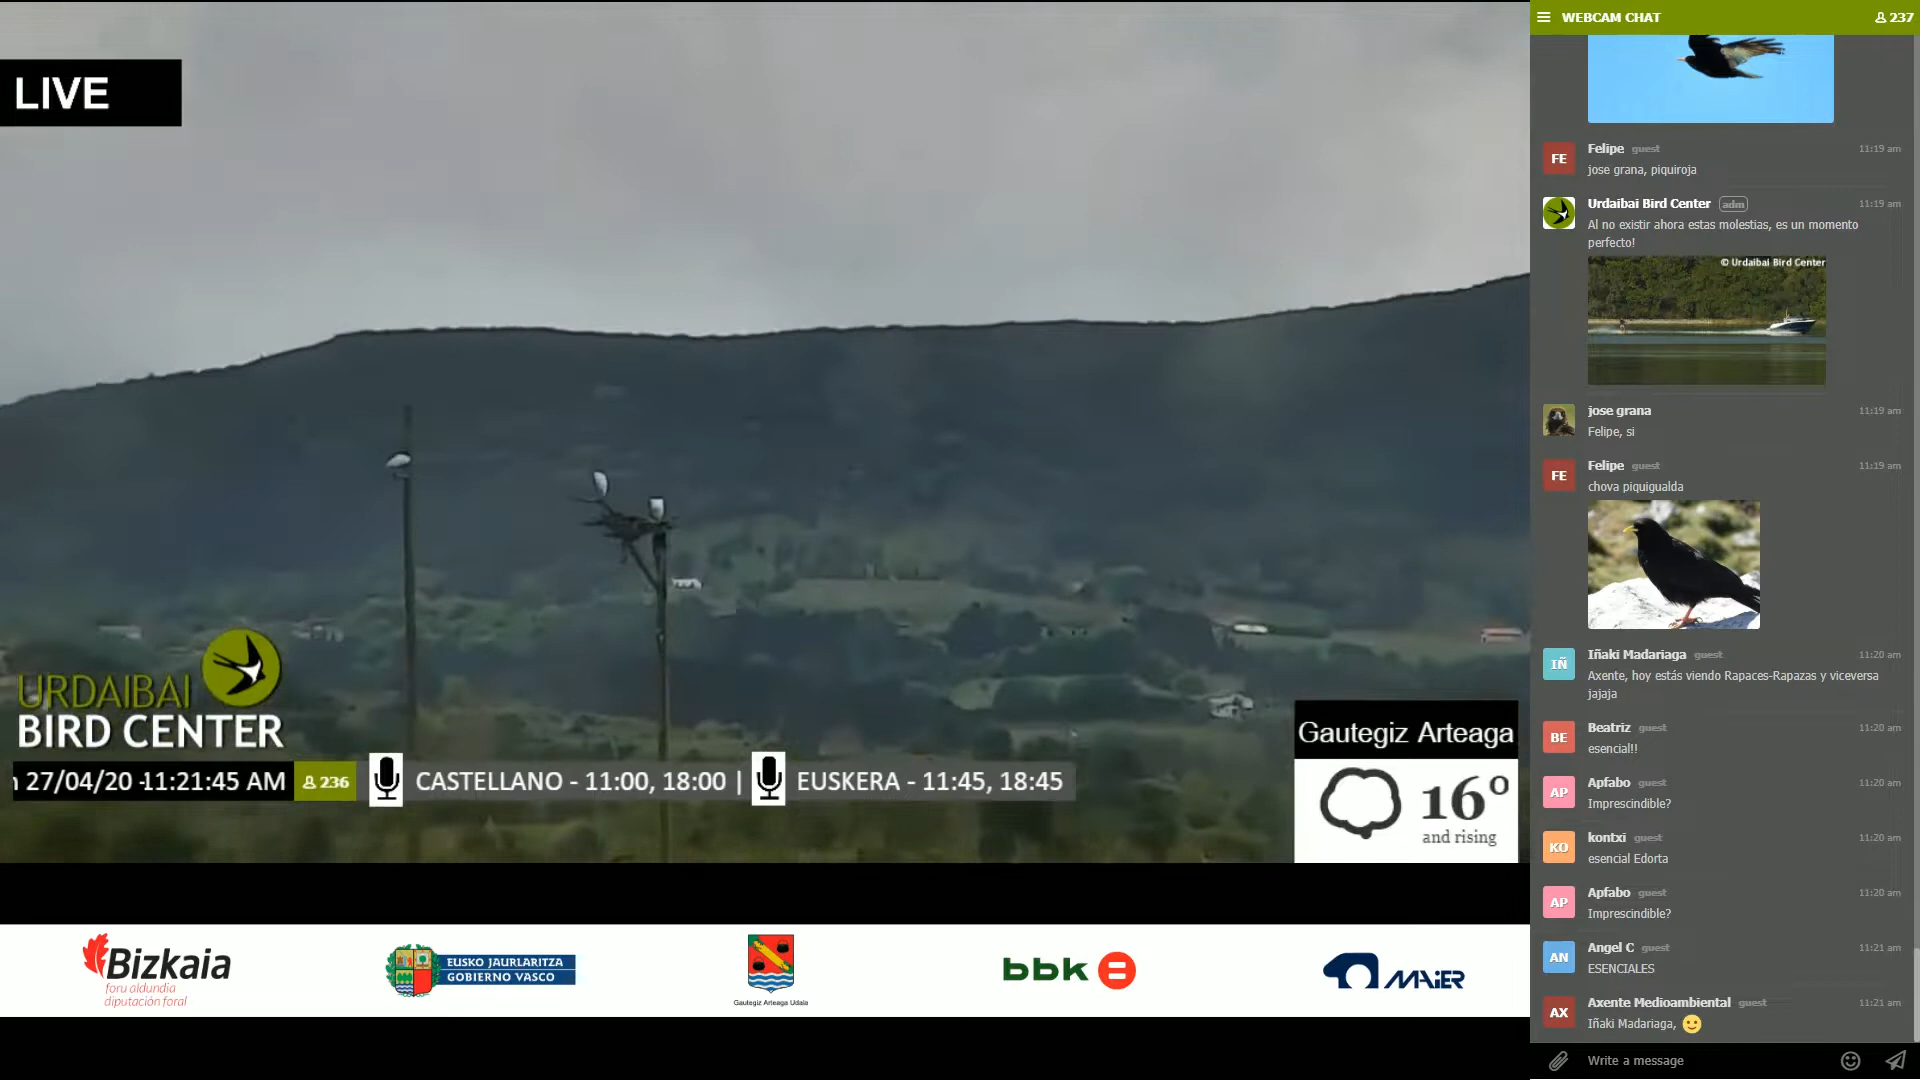 LIVE
URDAIBAI
BIRD CENTER
27/04/20 -11:21:45 AM
236
CASTELLANO - 11:00, 18:00 |
EUSKERA - 11:45, 18:45
Gautegiz Arteaga
16º
and rising
Bizkaia
foru aldundia
diputación foral
EUSKO JAURLARITZA
GOBIERNO VASCO
Gautegiz Arteaga Udala
bbk
MAIER
WEBCAM CHAT
237
FE
Felipe guest
11:19 am
jose grana, piquiroja
Urdaibai Bird Center adm
11:19 am
Al no existir ahora estas molestias, es un momento
perfecto!
© Urdaibai Bird Center
jose grana
11:19 am
Felipe, si
FE
Felipe guest
11:19 am
chova piquigualda
IÑ
Iñaki Madariaga guest
11:20 am
Axente, hoy estás viendo Rapaces-Rapazas y viceversa
jajaja
BE
Beatriz guest
11:20 am
esencial!!
AP
Apfabo guest
11:20 am
Imprescindible?
KO
kontxi guest
11:20 am
esencial Edorta
AP
Apfabo guest
11:20 am
Imprescindible?
AN
Angel C guest
11:21 am
ESENCIALES
AX
Axente Medioambiental guest
11:21 am
Iñaki Madariaga,
Write a message